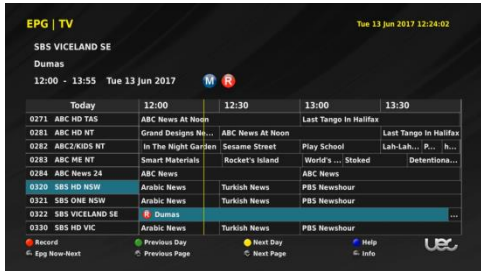 EPG | TV Tue 13 Jun 2017 12:24:02
SBS VICELAND SE
Dumas
12:00 - 13:55 Tue 13 Jun 2017 M R
Today 12:00 12:30 13:00 13:30
0271 ABC HD TAS ABC News At Noon Last Tango In Halifax
0281 ABC HD NT Grand Designs Ne... ABC News At Noon Last Tango In Halifax
0282 ABC2/KIDS NT In The Night Garden Sesame Street Play School Lah-Lah... P... h...
0283 ABC ME NT Smart Materials Rocket's Island World's ... Stoked Detentiona...
0284 ABC News 24 ABC News ABC News
0320 SBS HD NSW Arabic News Turkish News PBS Newshour
0321 SBS ONE NSW Arabic News Turkish News PBS Newshour
0322 SBS VICELAND SE R Dumas ...
0330 SBS HD VIC Arabic News Turkish News PBS Newshour
Record Previous Day Next Day Help
Epg Now-Next Previous Page Next Page Info
uec